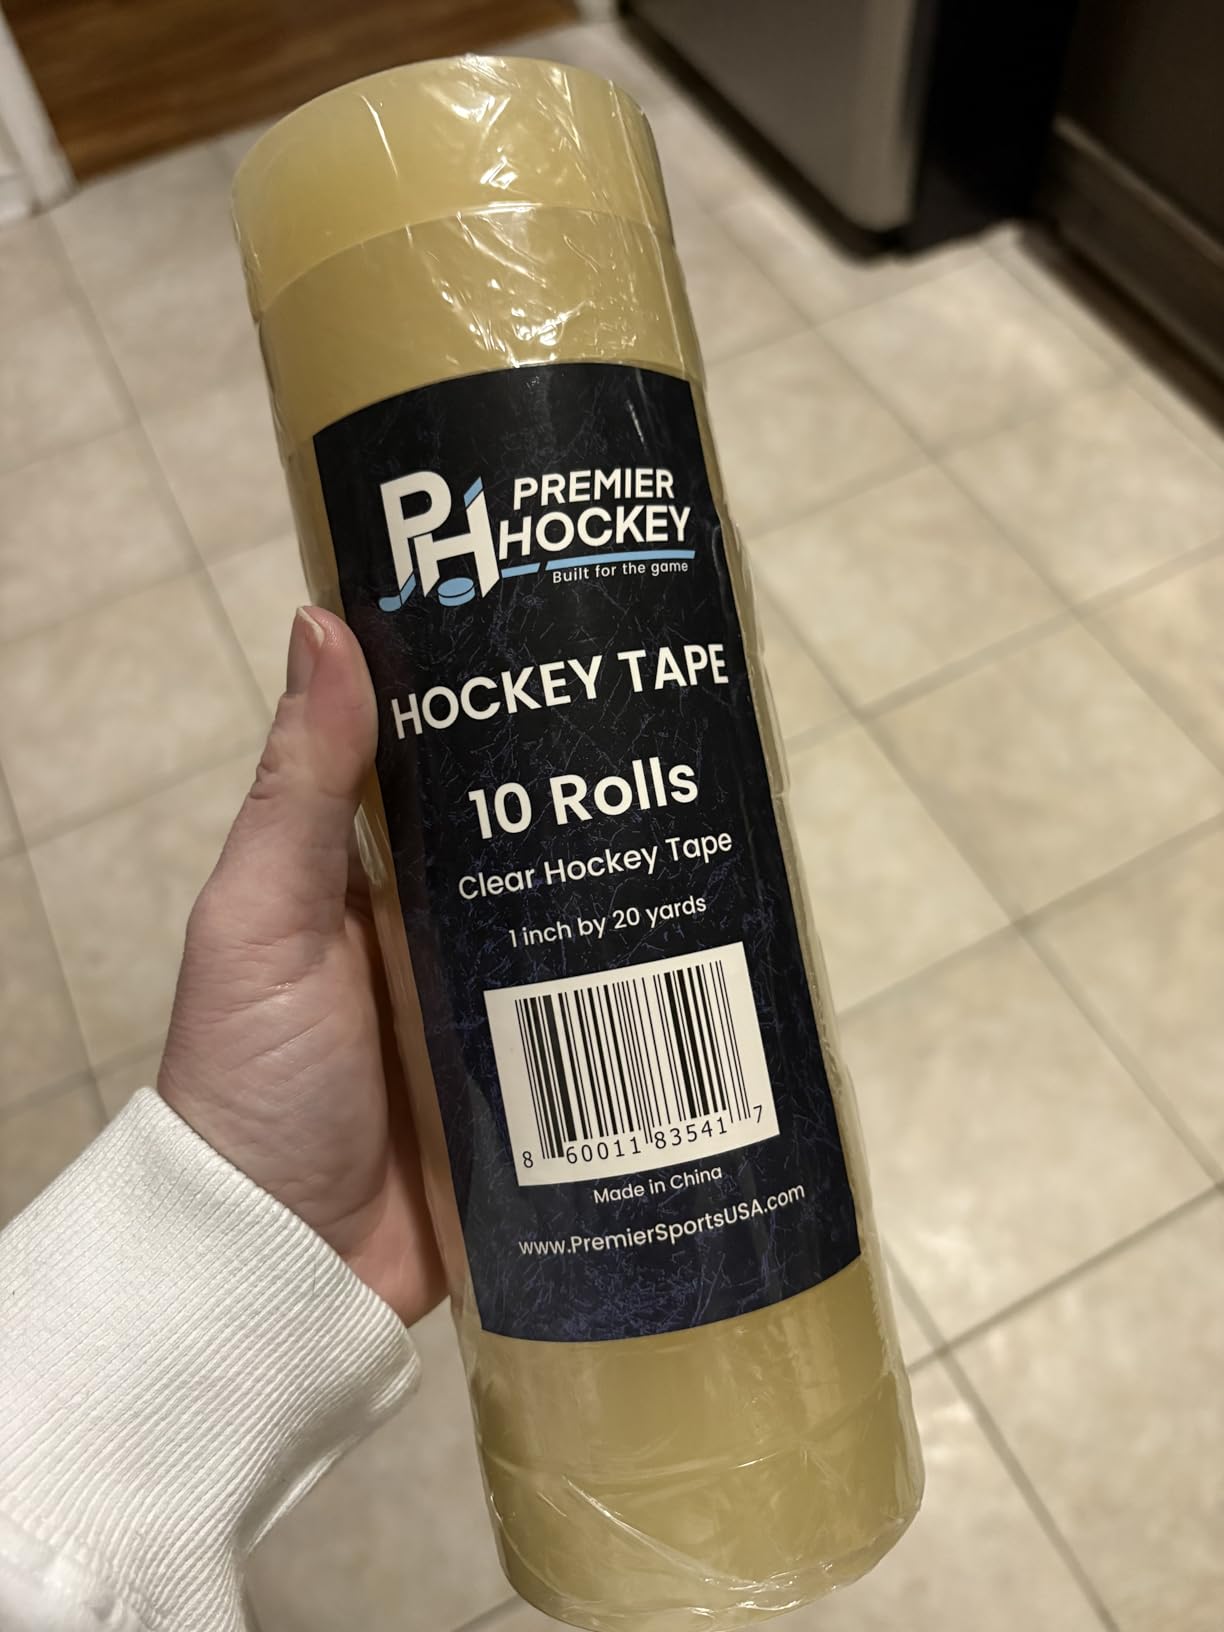 PH
PREMIER
HOCKEY
Built for the game
HOCKEY TAPE
10 Rolls
Clear Hockey Tape
1 inch by 20 yards
8 60011 83541 7
Made in China
www.PremierSportsUSA.com